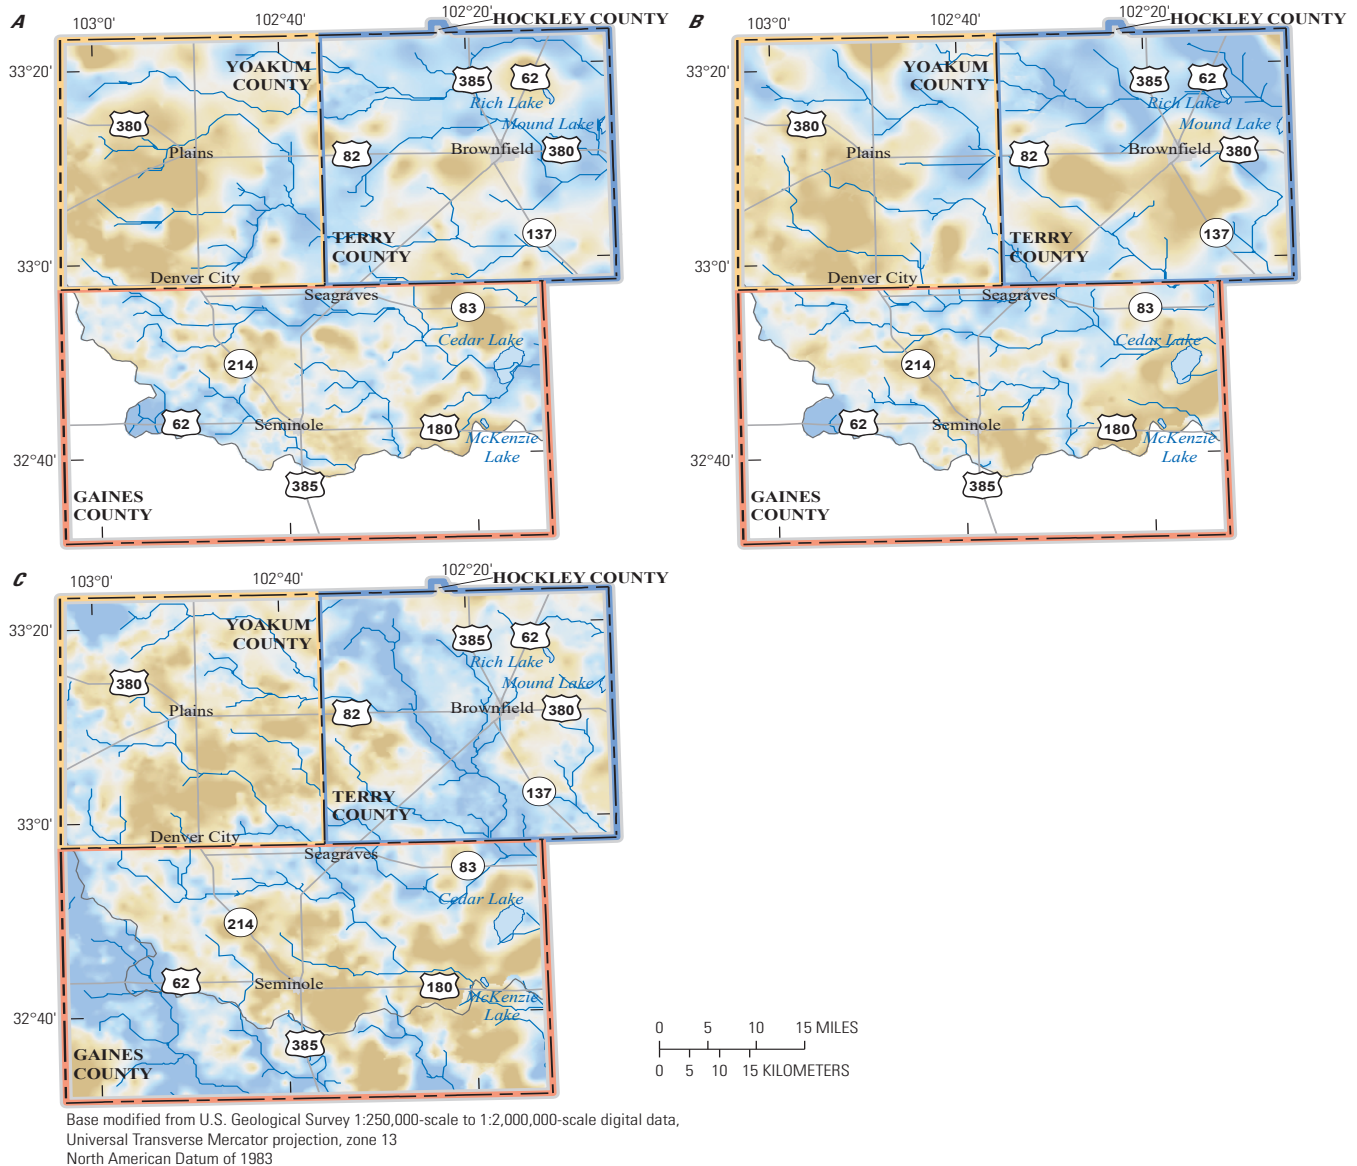 A
103°0'
102°40'
102°20'
HOCKLEY COUNTY
33°20'
YOAKUM
COUNTY
385
62
Rich Lake
380
Mound Lake
Plains
82
Brownfield
380
TERRY
COUNTY
137
33°0'
Denver City
Seagraves
83
Cedar Lake
214
62
Seminole
180
McKenzie
Lake
32°40'
385
GAINES
COUNTY
B
103°0'
102°40'
102°20'
HOCKLEY COUNTY
33°20'
YOAKUM
COUNTY
385
62
Rich Lake
380
Mound Lake
Plains
82
Brownfield
380
TERRY
COUNTY
137
33°0'
Denver City
Seagraves
83
Cedar Lake
214
62
Seminole
180
McKenzie
Lake
32°40'
385
GAINES
COUNTY
C
103°0'
102°40'
102°20'
HOCKLEY COUNTY
33°20'
YOAKUM
COUNTY
385
62
Rich Lake
380
Mound Lake
Plains
82
Brownfield
380
TERRY
COUNTY
137
33°0'
Denver City
Seagraves
83
Cedar Lake
214
62
Seminole
180
McKenzie
Lake
32°40'
385
GAINES
COUNTY
0 5 10 15 MILES
0 5 10 15 KILOMETERS
Base modified from U.S. Geological Survey 1:250,000-scale to 1:2,000,000-scale digital data,
Universal Transverse Mercator projection, zone 13
North American Datum of 1983